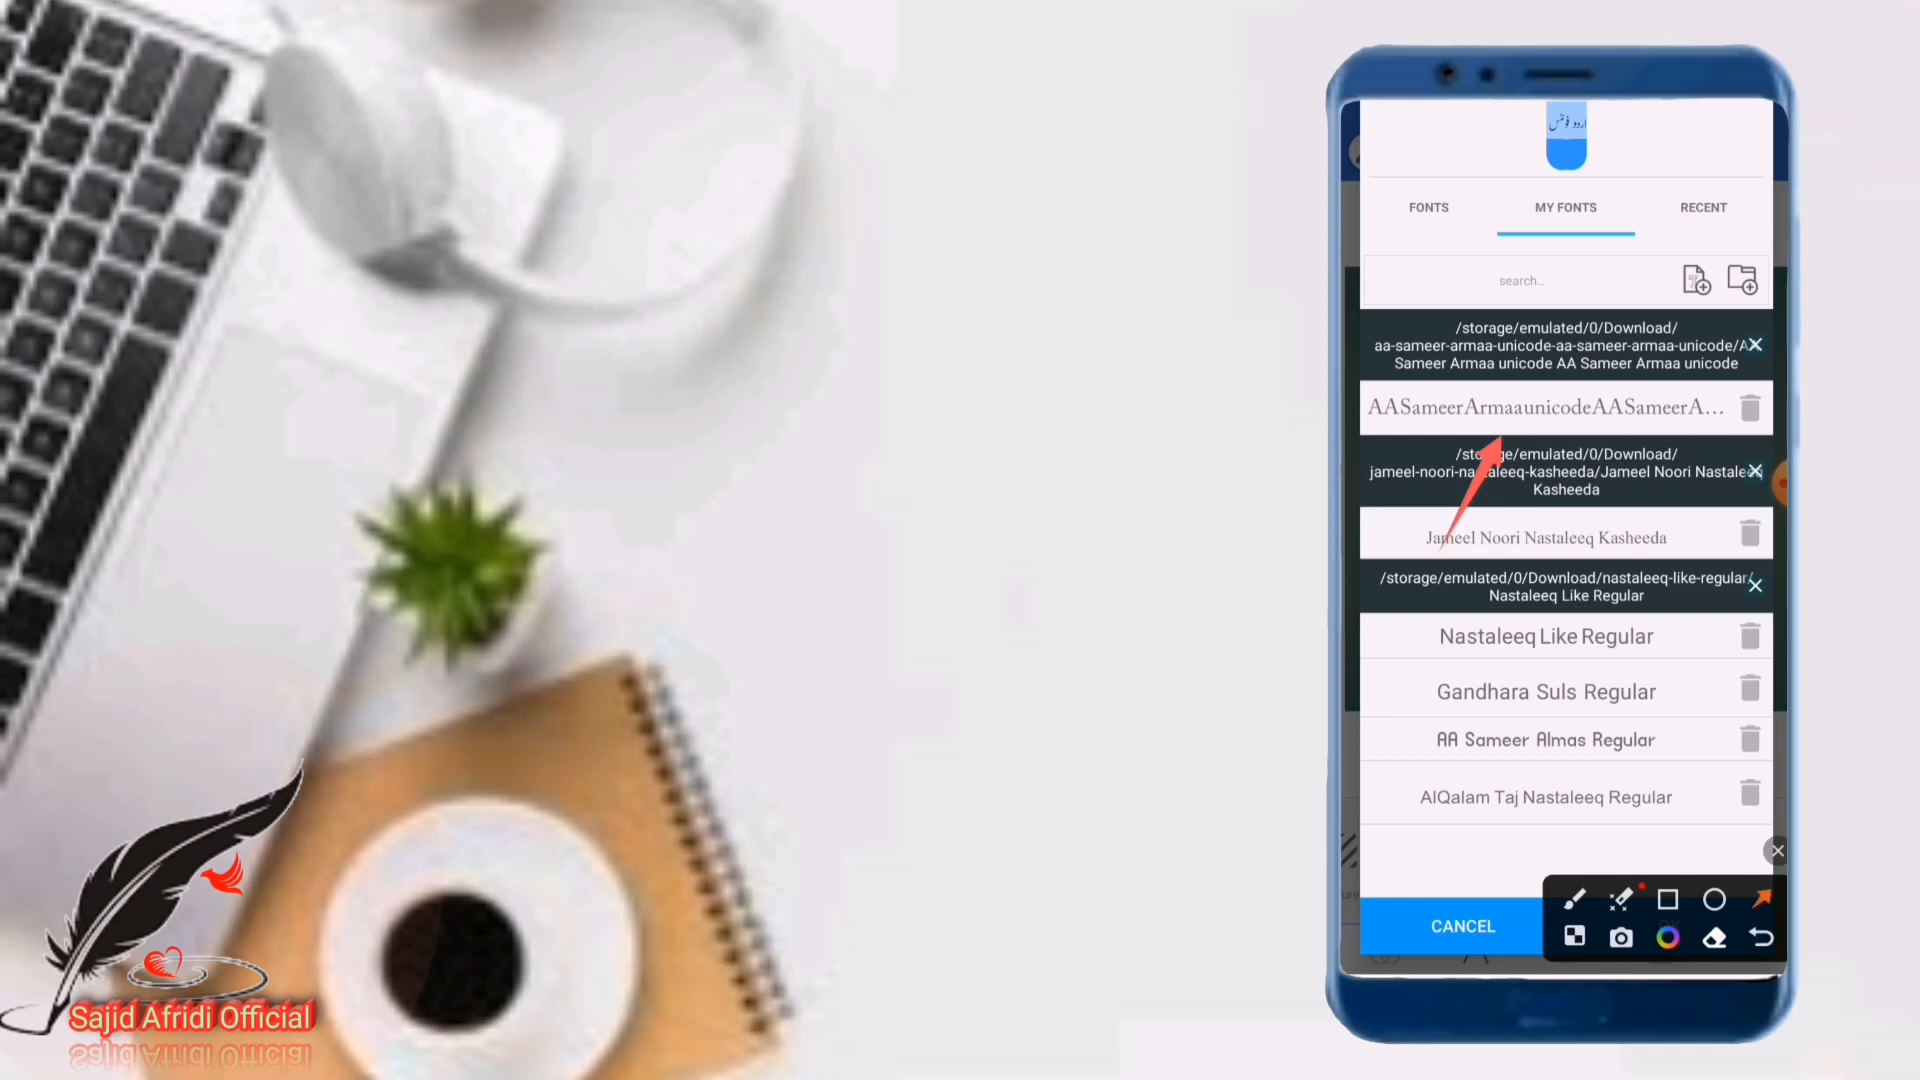 اردو فونٹس
FONTS
MY FONTS
RECENT
search...
/storage/emulated/0/Download/
aa-sameer-armaa-unicode-aa-sameer-armaa-unicode/A
Sameer Armaa unicode AA Sameer Armaa unicode
AASameerArmaaunicodeAASameerA...
/storage/emulated/0/Download/
jameel-noori-nastaleeq-kasheeda/Jameel Noori Nastaleeq
Kasheeda
Jameel Noori Nastaleeq Kasheeda
/storage/emulated/0/Download/nastaleeq-like-regular/
Nastaleeq Like Regular
Nastaleeq Like Regular
Gandhara Suls Regular
AA Sameer Almas Regular
AlQalam Taj Nastaleeq Regular
CANCEL
OK
Sajid Afridi Official